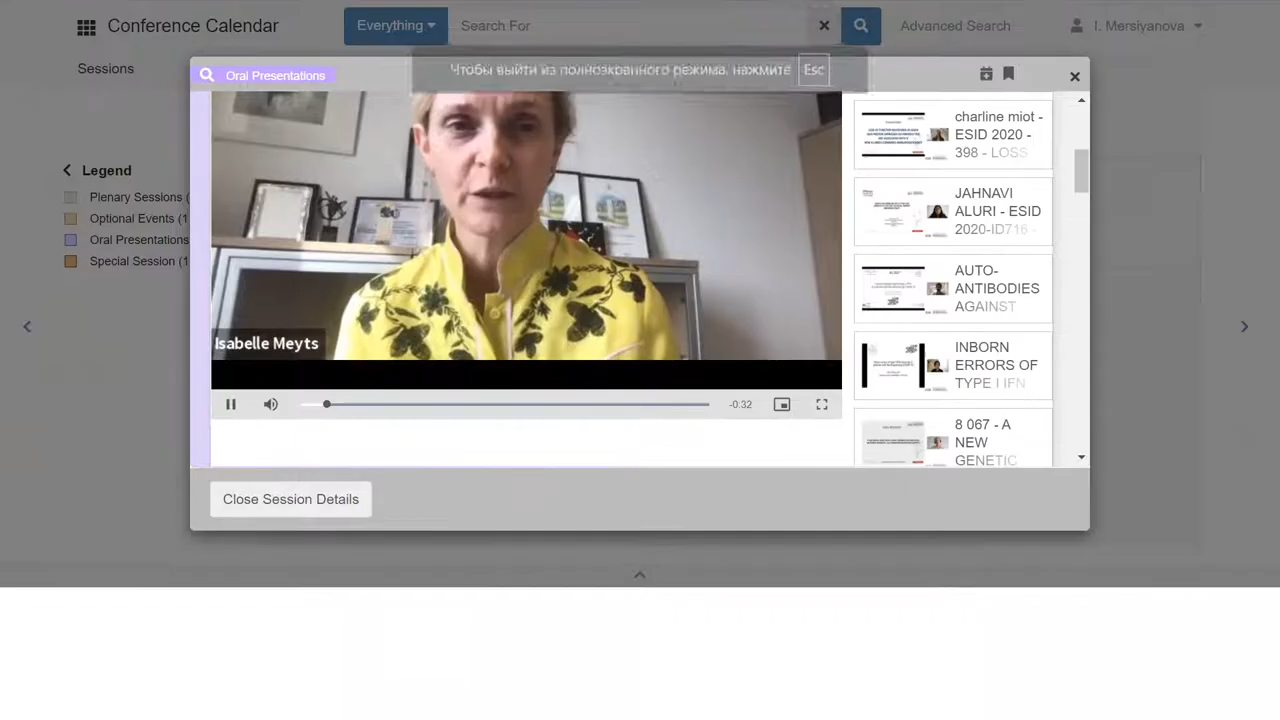 Conference Calendar
Everything
Search For
Advanced Search
I. Mersiyanova
Sessions
Oral Presentations
Чтобы выйти из полноэкранного режима, нажмите Esc
Legend
Plenary Sessions (
Optional Events (1
Oral Presentations
Special Session (1
Isabelle Meyts
-0:32
charline miot -
ESID 2020 -
398 - LOSS
JAHNAVI
ALURI - ESID
2020-ID716 -
AUTO-
ANTIBODIES
AGAINST
INBORN
ERRORS OF
TYPE I IFN
8 067 - A
NEW
GENETIC
Close Session Details